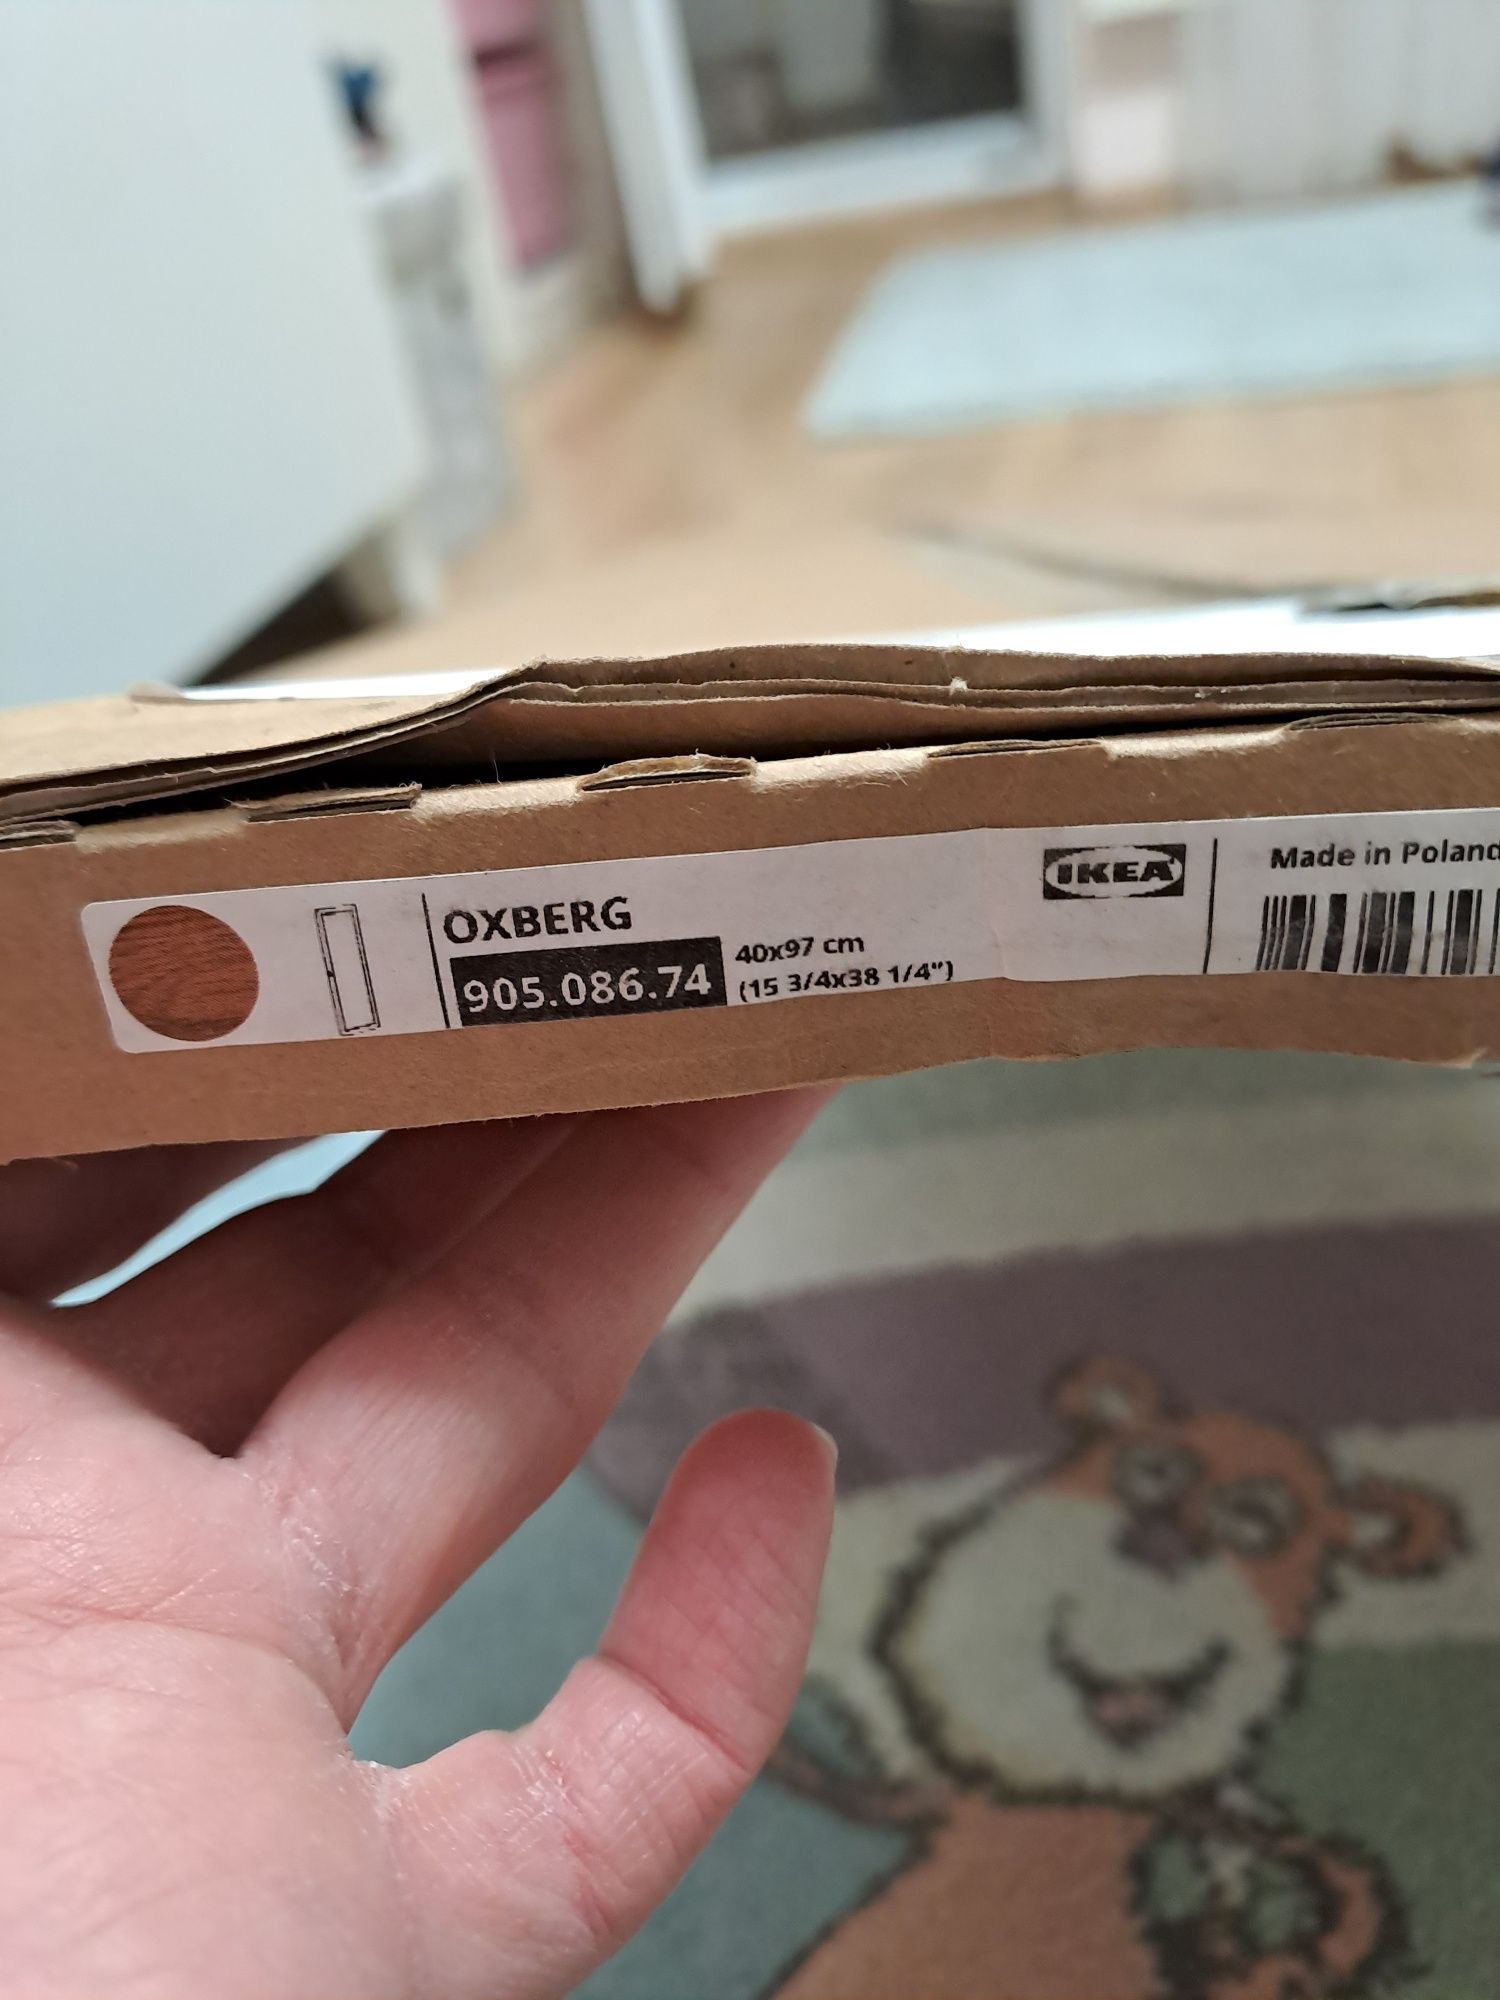 OXBERG
905.086.74
40x97 cm
(15 3/4x38 1/4")
IKEA
Made in Poland